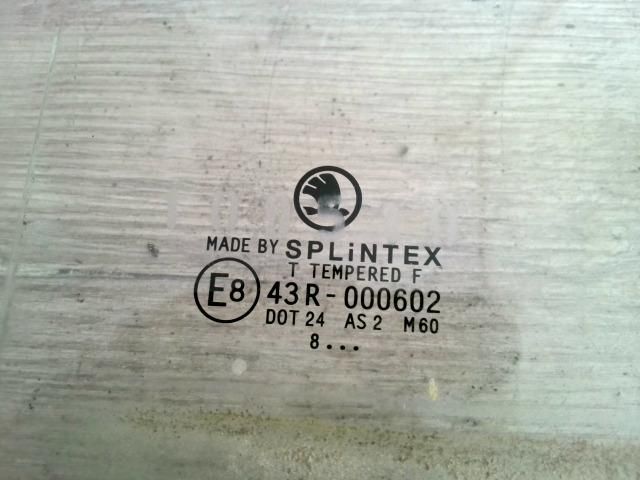 MADE BY SPLiNTEX
T TEMPERED F
E8 43R-000602
DOT 24 AS2 M60
8...